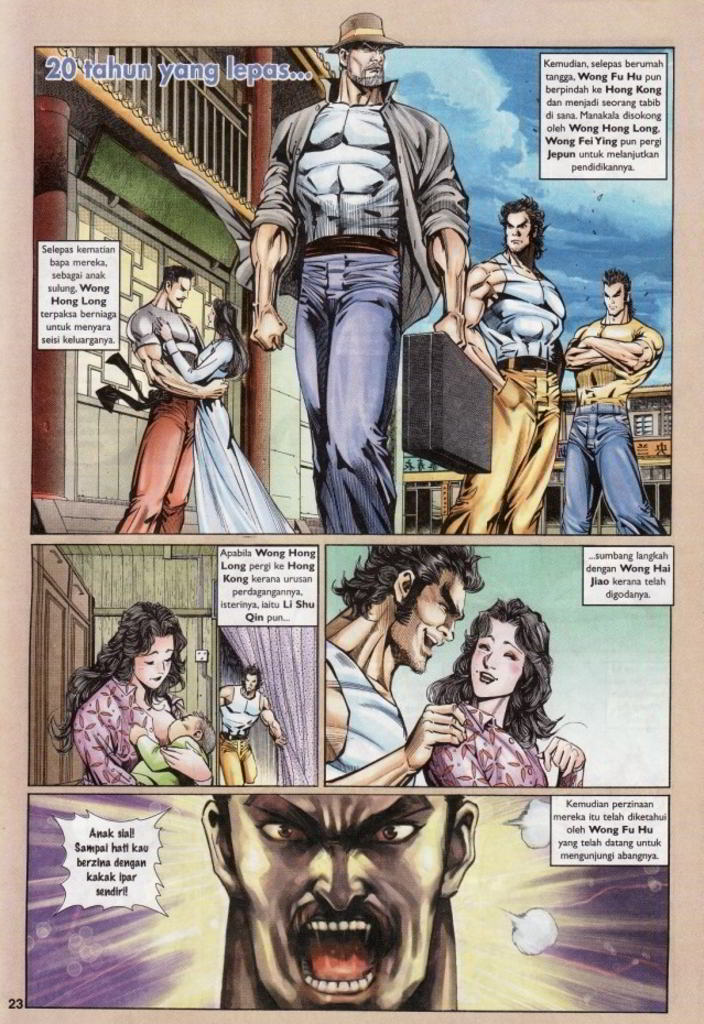 20 tahun yang lepas...
Kemudian, selepas berumah
tangga, Wong Fu Hu pun
berpindah ke Hong Kong
dan menjadi seorang tabib
di sana. Manakala disokong
oleh Wong Hong Long,
Wong Fei Ying pun pergi
Jepun untuk melanjutkan
pendidikannya.
Selepas kematian
bapa mereka,
sebagai anak
sulung, Wong
Hong Long
terpaksa berniaga
untuk menyara
seisi keluarganya.
Apabila Wong Hong
Long pergi ke Hong
Kong kerana urusan
perdagangannya,
isterinya, iaitu Li Shu
Qin pun...
...sumbang langkah
dengan Wong Hai
Jiao kerana telah
digodanya.
Kemudian perzinaan
mereka itu telah diketahui
oleh Wong Fu Hu
yang telah datang untuk
mengunjungi abangnya.
Anak sial!
Sampai hati kau
berzina dengan
kakak ipar
sendiri!
23